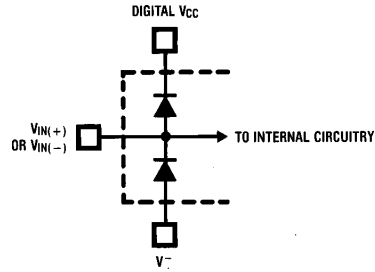 DIGITAL VCC
VIN(+)
OR VIN(−)
TO INTERNAL CIRCUITRY
V−